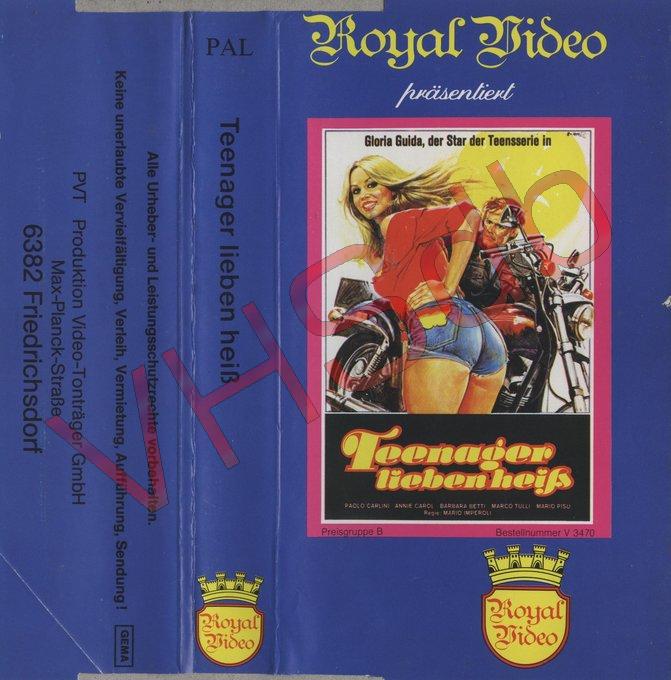 Keine unerlaubte Vervielfältigung, Verleih, Vermietung, Aufführung, Sendung!
Alle Urheber- und Leistungsschutzrechte vorbehalten.
PVT Produktion Video-Tonträger GmbH
Max-Planck-Straße
6382 Friedrichsdorf
GEMA
PAL
Teenager lieben heiß
Royal
Video
Royal Video
präsentiert
Gloria Guida, der Star der Teensserie in
Teenager
lieben heiß
PAOLO CARLINI ANNIE CAROL BARBARA BETTI MARCO TULLI MARIO PISU
Regie: MARIO IMPEROLI
Preisgruppe B Bestellnummer V 3470
Royal
Video